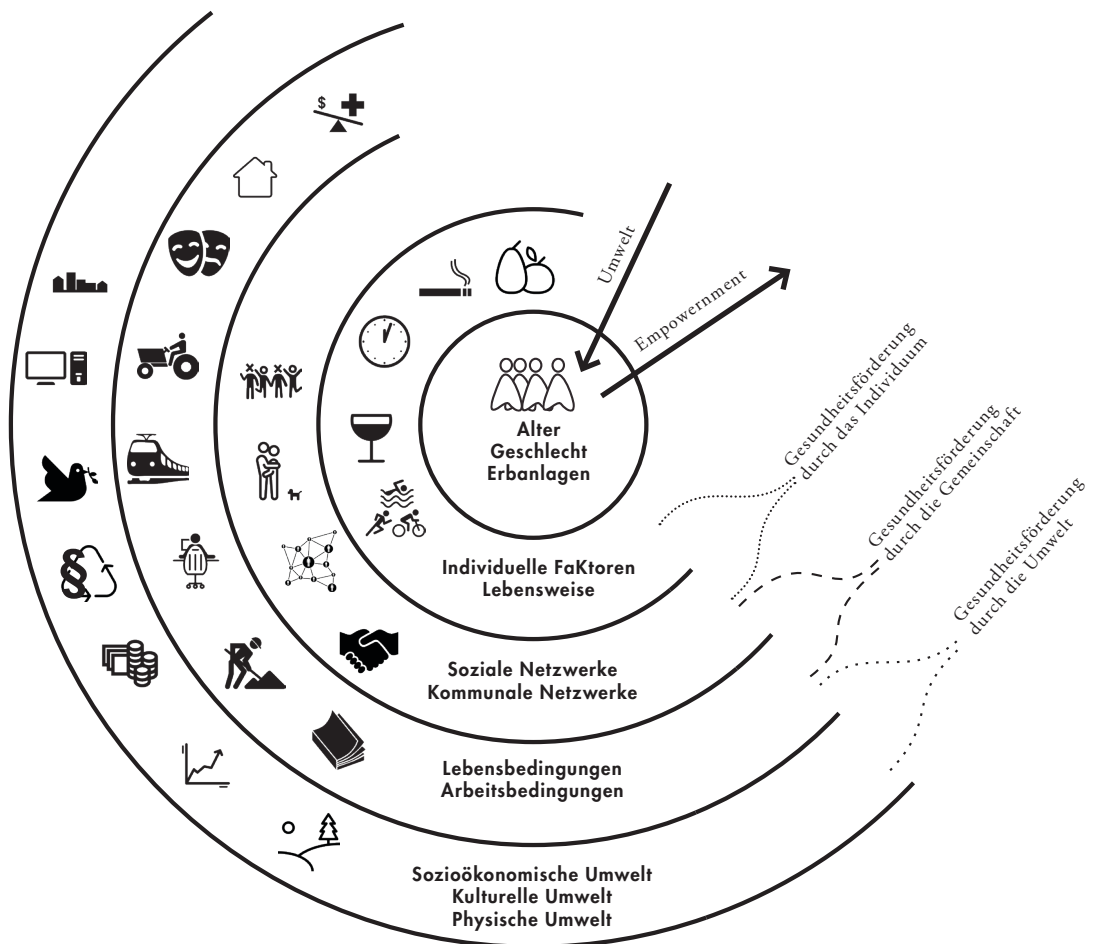 $
Umwelt
Empowernment
Alter
Geschlecht
Erbanlagen
Individuelle FaKtoren
Lebensweise
Soziale Netzwerke
Kommunale Netzwerke
Lebensbedingungen
Arbeitsbedingungen
Sozioökonomische Umwelt
Kulturelle Umwelt
Physische Umwelt
Gesundheitsförderung
durch das Individuum
Gesundheitsförderung
durch die Gemeinschaft
Gesundheitsförderung
durch die Umwelt
§